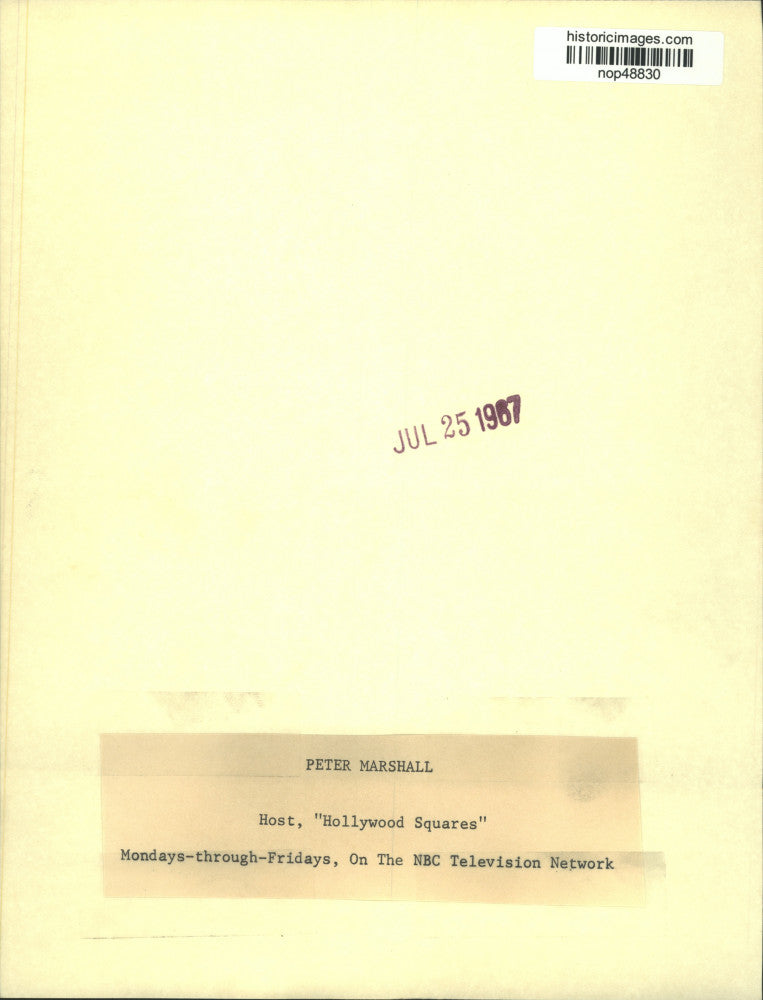 historicimages.com
nop48830
JUL 25 1967
PETER MARSHALL
Host, "Hollywood Squares"
Mondays-through-Fridays, On The NBC Television Network